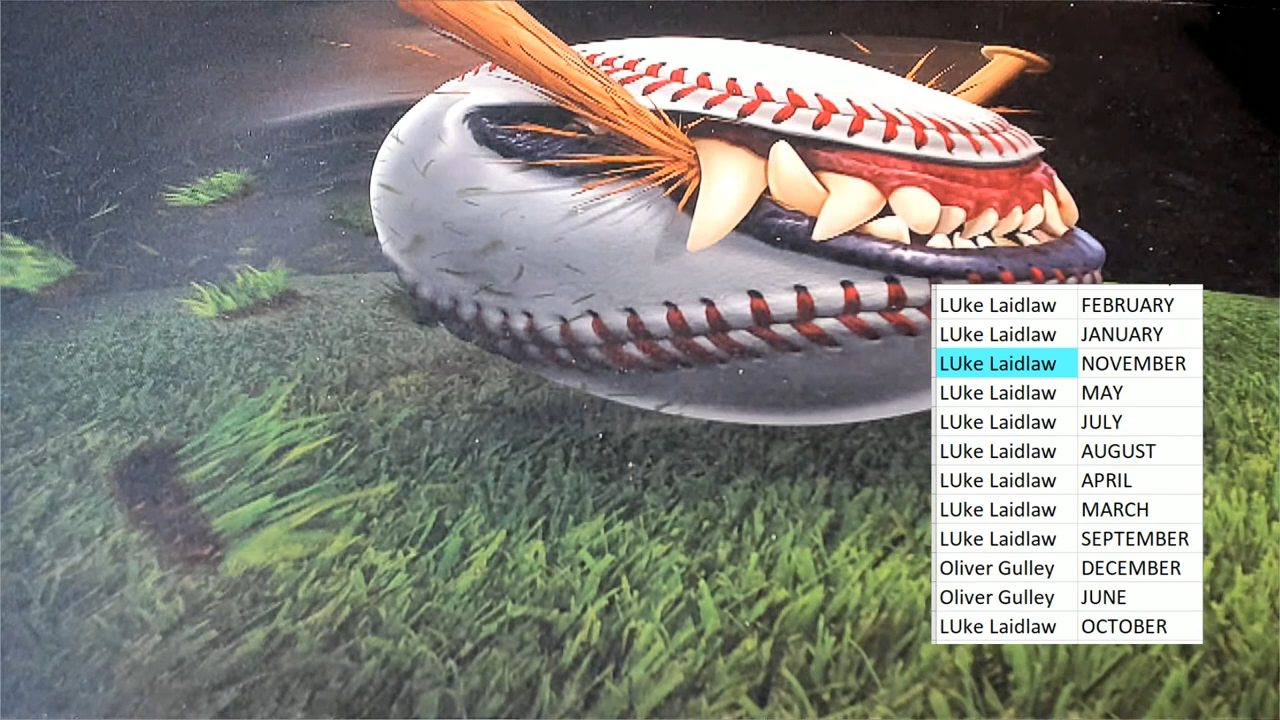 LUke Laidlaw FEBRUARY
LUke Laidlaw JANUARY
LUke Laidlaw NOVEMBER
LUke Laidlaw MAY
LUke Laidlaw JULY
LUke Laidlaw AUGUST
LUke Laidlaw APRIL
LUke Laidlaw MARCH
LUke Laidlaw SEPTEMBER
Oliver Gulley DECEMBER
Oliver Gulley JUNE
LUke Laidlaw OCTOBER